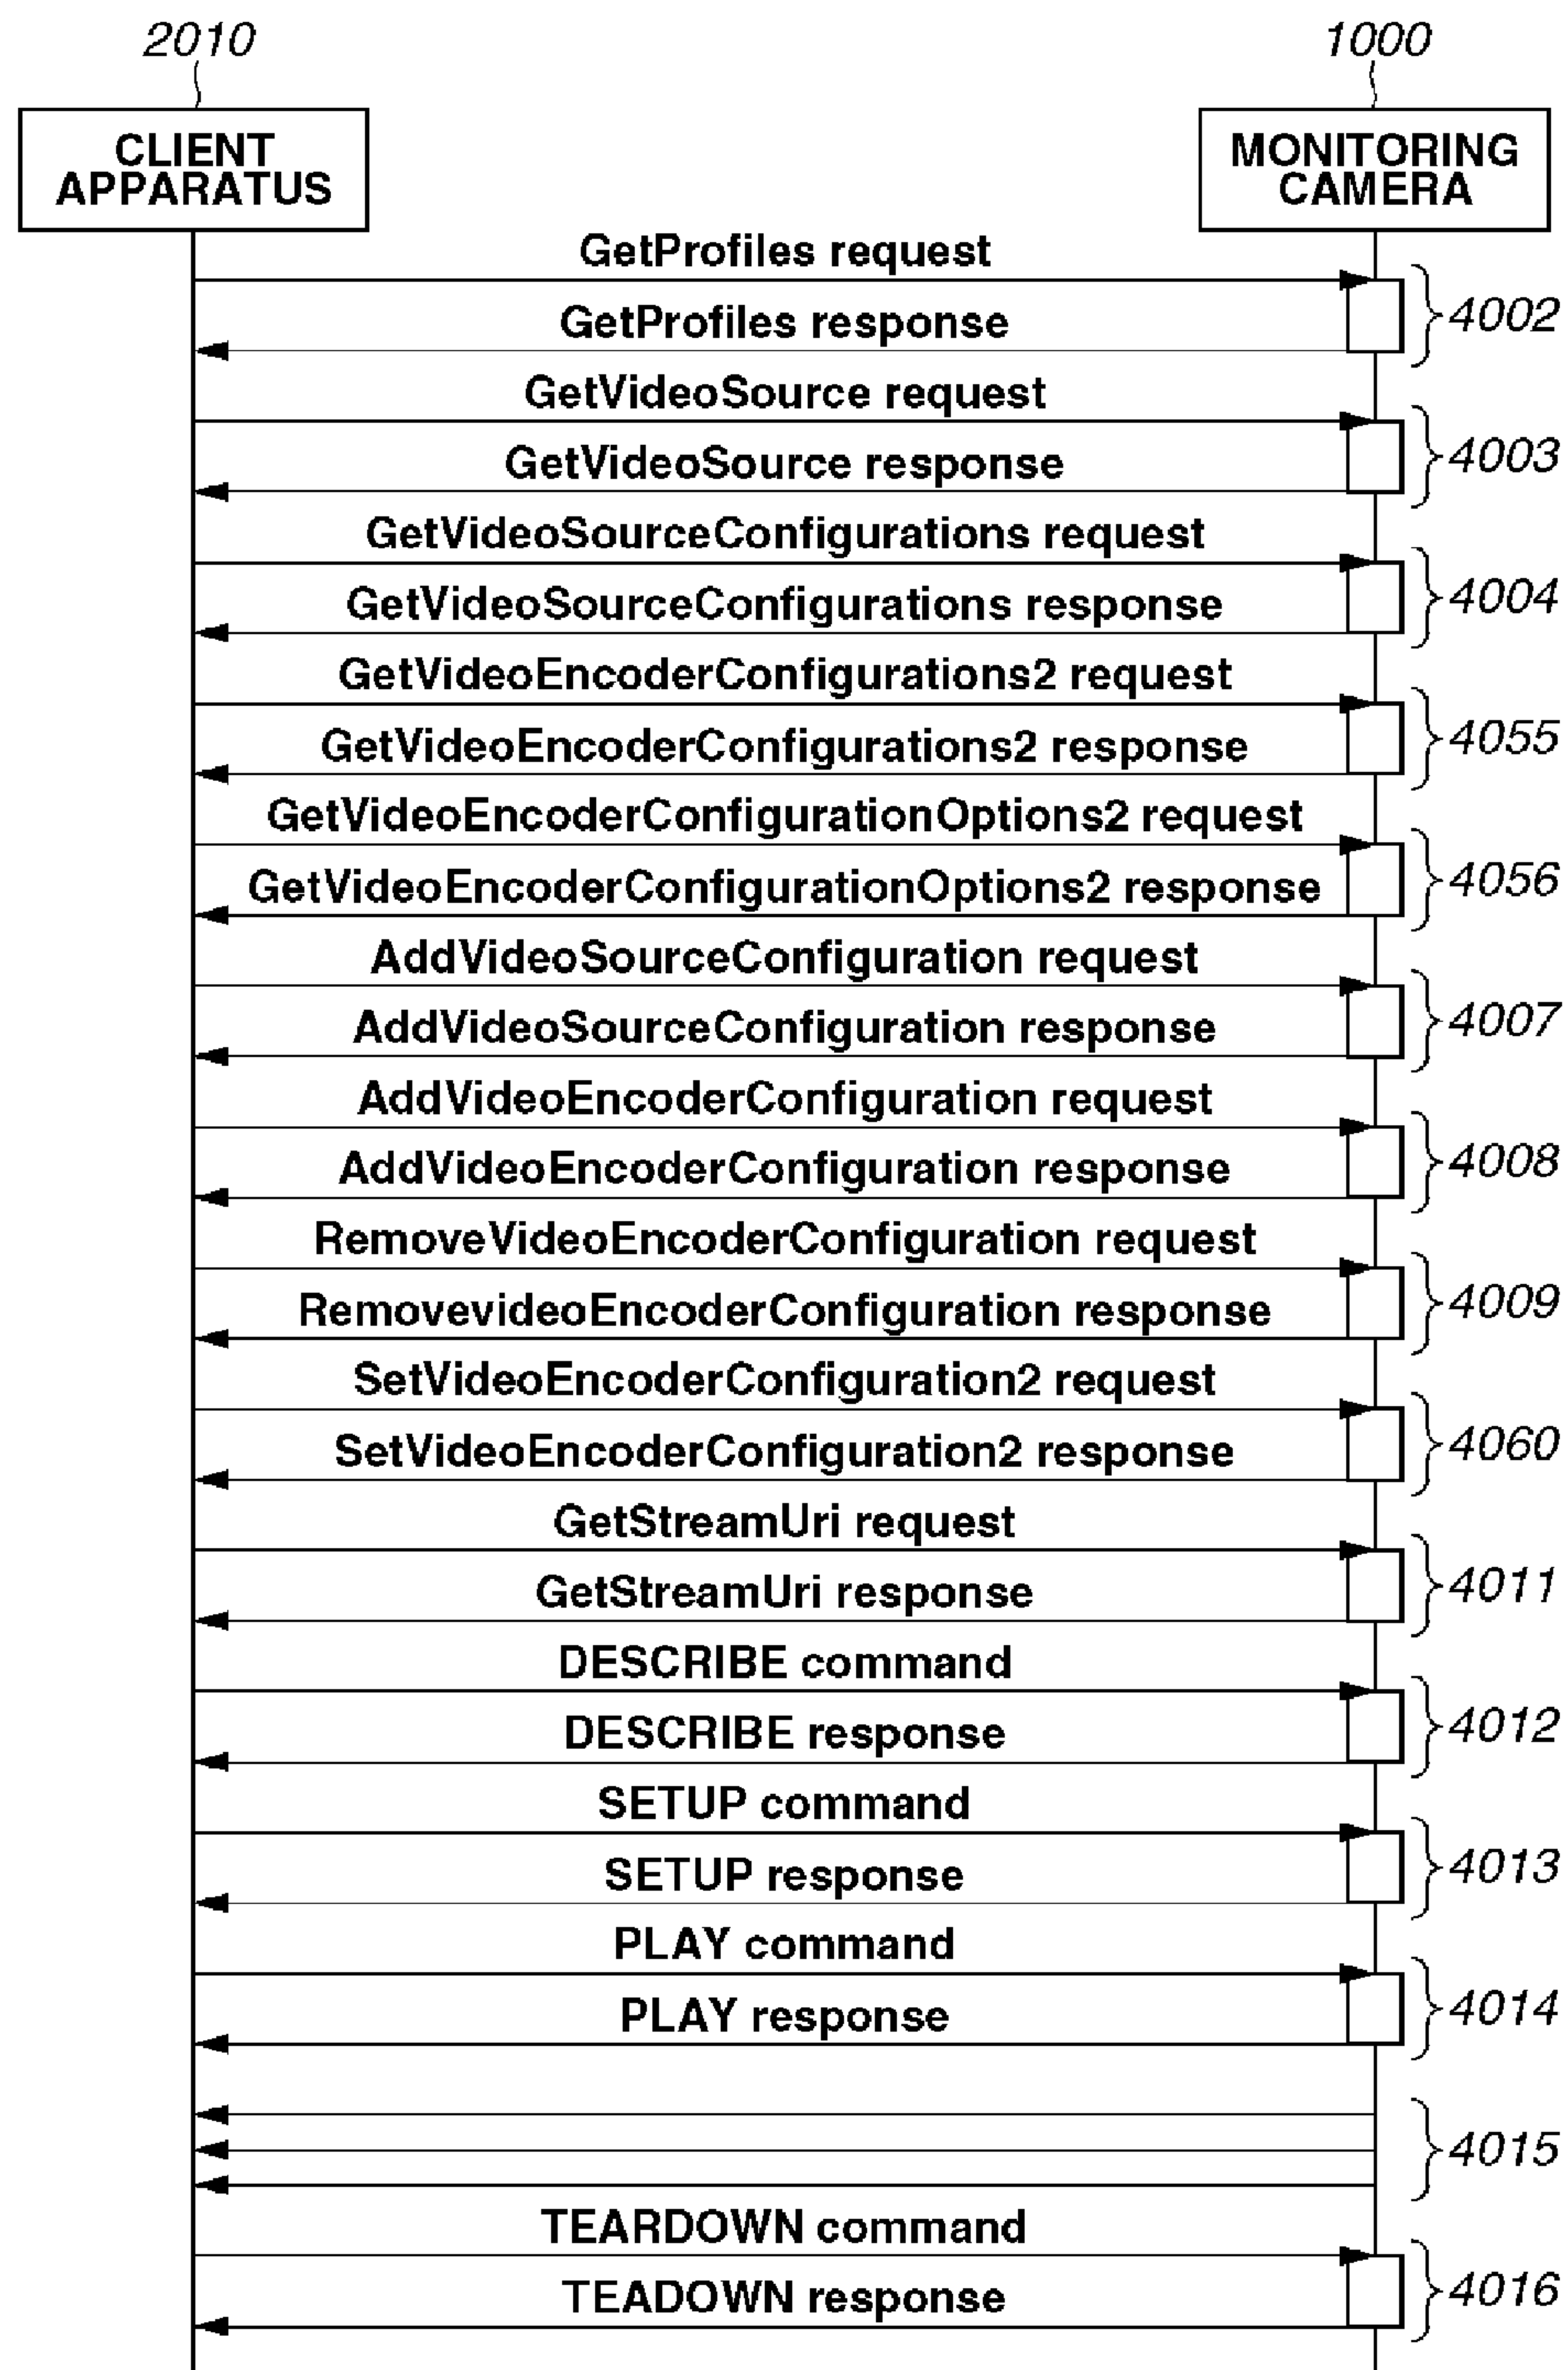 2010
1000
CLIENT
APPARATUS
MONITORING
CAMERA
GetProfiles request
GetProfiles response
4002
GetVideoSource request
GetVideoSource response
4003
GetVideoSourceConfigurations request
GetVideoSourceConfigurations response
4004
GetVideoEncoderConfigurations2 request
GetVideoEncoderConfigurations2 response
4055
GetVideoEncoderConfigurationOptions2 request
GetVideoEncoderConfigurationOptions2 response
4056
AddVideoSourceConfiguration request
AddVideoSourceConfiguration response
4007
AddVideoEncoderConfiguration request
AddVideoEncoderConfiguration response
4008
RemoveVideoEncoderConfiguration request
RemovevideoEncoderConfiguration response
4009
SetVideoEncoderConfiguration2 request
SetVideoEncoderConfiguration2 response
4060
GetStreamUri request
GetStreamUri response
4011
DESCRIBE command
DESCRIBE response
4012
SETUP command
SETUP response
4013
PLAY command
PLAY response
4014
4015
TEARDOWN command
TEADOWN response
4016